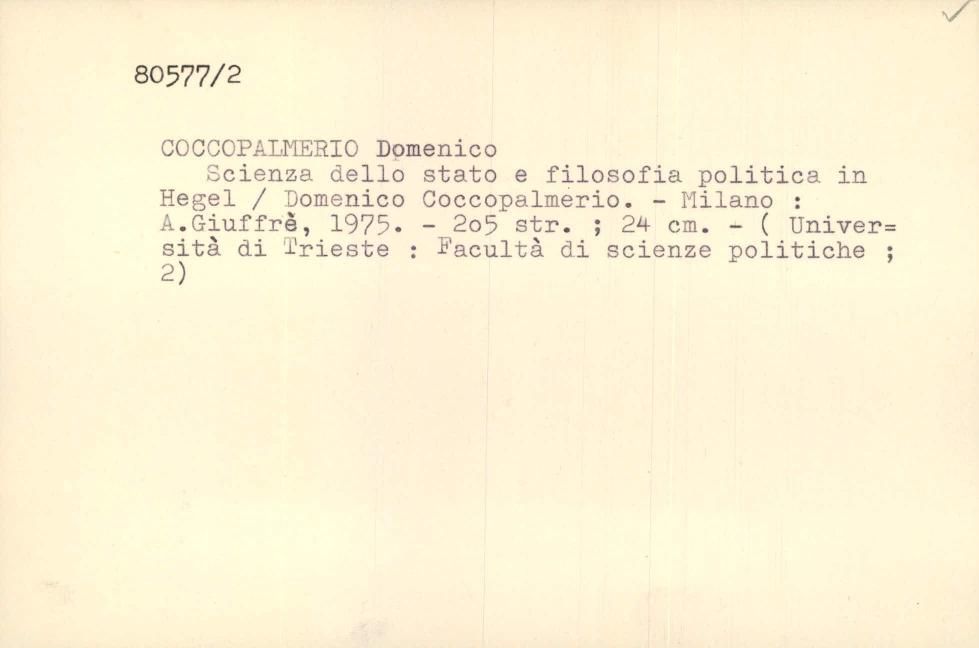 80577/2
COCCOPALMERIO Domenico
Scienza dello stato e filosofia politica in
Hegel / Domenico Coccopalmerio. - Milano :
A.Giuffrè, 1975. - 2o5 str. ; 24 cm. - ( Univer=
sità di Trieste : Facultà di scienze politiche ;
2)